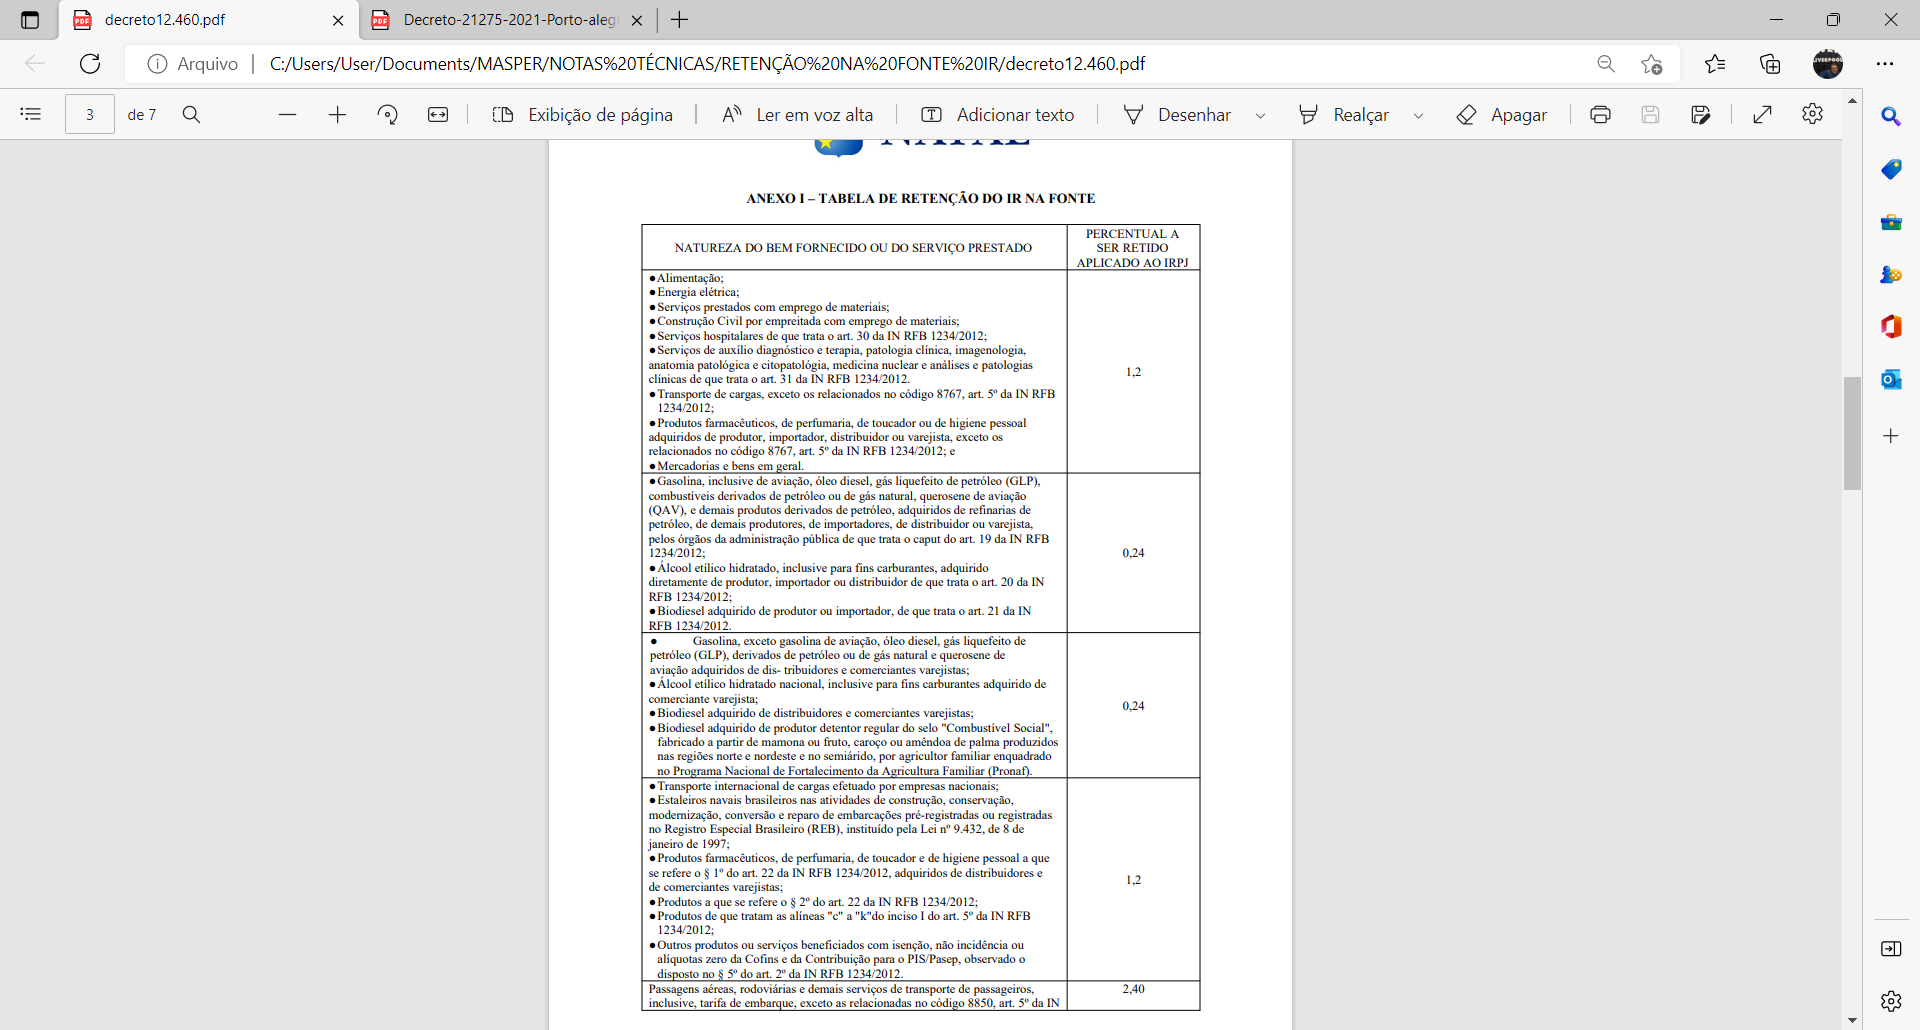 decreto12.460.pdf
Decreto-21275-2021-Porto-aleg
Arquivo
C:/Users/User/Documents/MASPER/NOTAS%20TÉCNICAS/RETENÇÃO%20NA%20FONTE%20IR/decreto12.460.pdf
3 de 7
Exibição de página
Ler em voz alta
Adicionar texto
Desenhar
Realçar
Apagar
NATAL
ANEXO I – TABELA DE RETENÇÃO DO IR NA FONTE
NATUREZA DO BEM FORNECIDO OU DO SERVIÇO PRESTADO
PERCENTUAL A
SER RETIDO
APLICADO AO IRPJ
●Alimentação;
●Energia elétrica;
●Serviços prestados com emprego de materiais;
●Construção Civil por empreitada com emprego de materiais;
●Serviços hospitalares de que trata o art. 30 da IN RFB 1234/2012;
●Serviços de auxílio diagnóstico e terapia, patologia clínica, imagenologia,
anatomia patológica e citopatológia, medicina nuclear e análises e patologias
clínicas de que trata o art. 31 da IN RFB 1234/2012.
●Transporte de cargas, exceto os relacionados no código 8767, art. 5º da IN RFB
1234/2012;
●Produtos farmacêuticos, de perfumaria, de toucador ou de higiene pessoal
adquiridos de produtor, importador, distribuidor ou varejista, exceto os
relacionados no código 8767, art. 5º da IN RFB 1234/2012; e
●Mercadorias e bens em geral.
1,2
●Gasolina, inclusive de aviação, óleo diesel, gás liquefeito de petróleo (GLP),
combustíveis derivados de petróleo ou de gás natural, querosene de aviação
(QAV), e demais produtos derivados de petróleo, adquiridos de refinarias de
petróleo, de demais produtores, de importadores, de distribuidor ou varejista,
pelos órgãos da administração pública de que trata o caput do art. 19 da IN RFB
1234/2012;
●Álcool etílico hidratado, inclusive para fins carburantes, adquirido
diretamente de produtor, importador ou distribuidor de que trata o art. 20 da IN
RFB 1234/2012;
●Biodiesel adquirido de produtor ou importador, de que trata o art. 21 da IN
RFB 1234/2012.
0,24
● Gasolina, exceto gasolina de aviação, óleo diesel, gás liquefeito de
petróleo (GLP), derivados de petróleo ou de gás natural e querosene de
aviação adquiridos de dis- tribuidores e comerciantes varejistas;
●Álcool etílico hidratado nacional, inclusive para fins carburantes adquirido de
comerciante varejista;
●Biodiesel adquirido de distribuidores e comerciantes varejistas;
●Biodiesel adquirido de produtor detentor regular do selo "Combustível Social",
fabricado a partir de mamona ou fruto, caroço ou amêndoa de palma produzidos
nas regiões norte e nordeste e no semiárido, por agricultor familiar enquadrado
no Programa Nacional de Fortalecimento da Agricultura Familiar (Pronaf).
0,24
●Transporte internacional de cargas efetuado por empresas nacionais;
●Estaleiros navais brasileiros nas atividades de construção, conservação,
modernização, conversão e reparo de embarcações pré-registradas ou registradas
no Registro Especial Brasileiro (REB), instituído pela Lei nº 9.432, de 8 de
janeiro de 1997;
●Produtos farmacêuticos, de perfumaria, de toucador e de higiene pessoal a que
se refere o § 1º do art. 22 da IN RFB 1234/2012, adquiridos de distribuidores e
de comerciantes varejistas;
●Produtos a que se refere o § 2º do art. 22 da IN RFB 1234/2012;
●Produtos de que tratam as alíneas "c" a "k"do inciso I do art. 5º da IN RFB
1234/2012;
●Outros produtos ou serviços beneficiados com isenção, não incidência ou
alíquotas zero da Cofins e da Contribuição para o PIS/Pasep, observado o
disposto no § 5º do art. 2º da IN RFB 1234/2012.
1,2
Passagens aéreas, rodoviárias e demais serviços de transporte de passageiros,
inclusive, tarifa de embarque, exceto as relacionadas no código 8850, art. 5º da IN
2,40